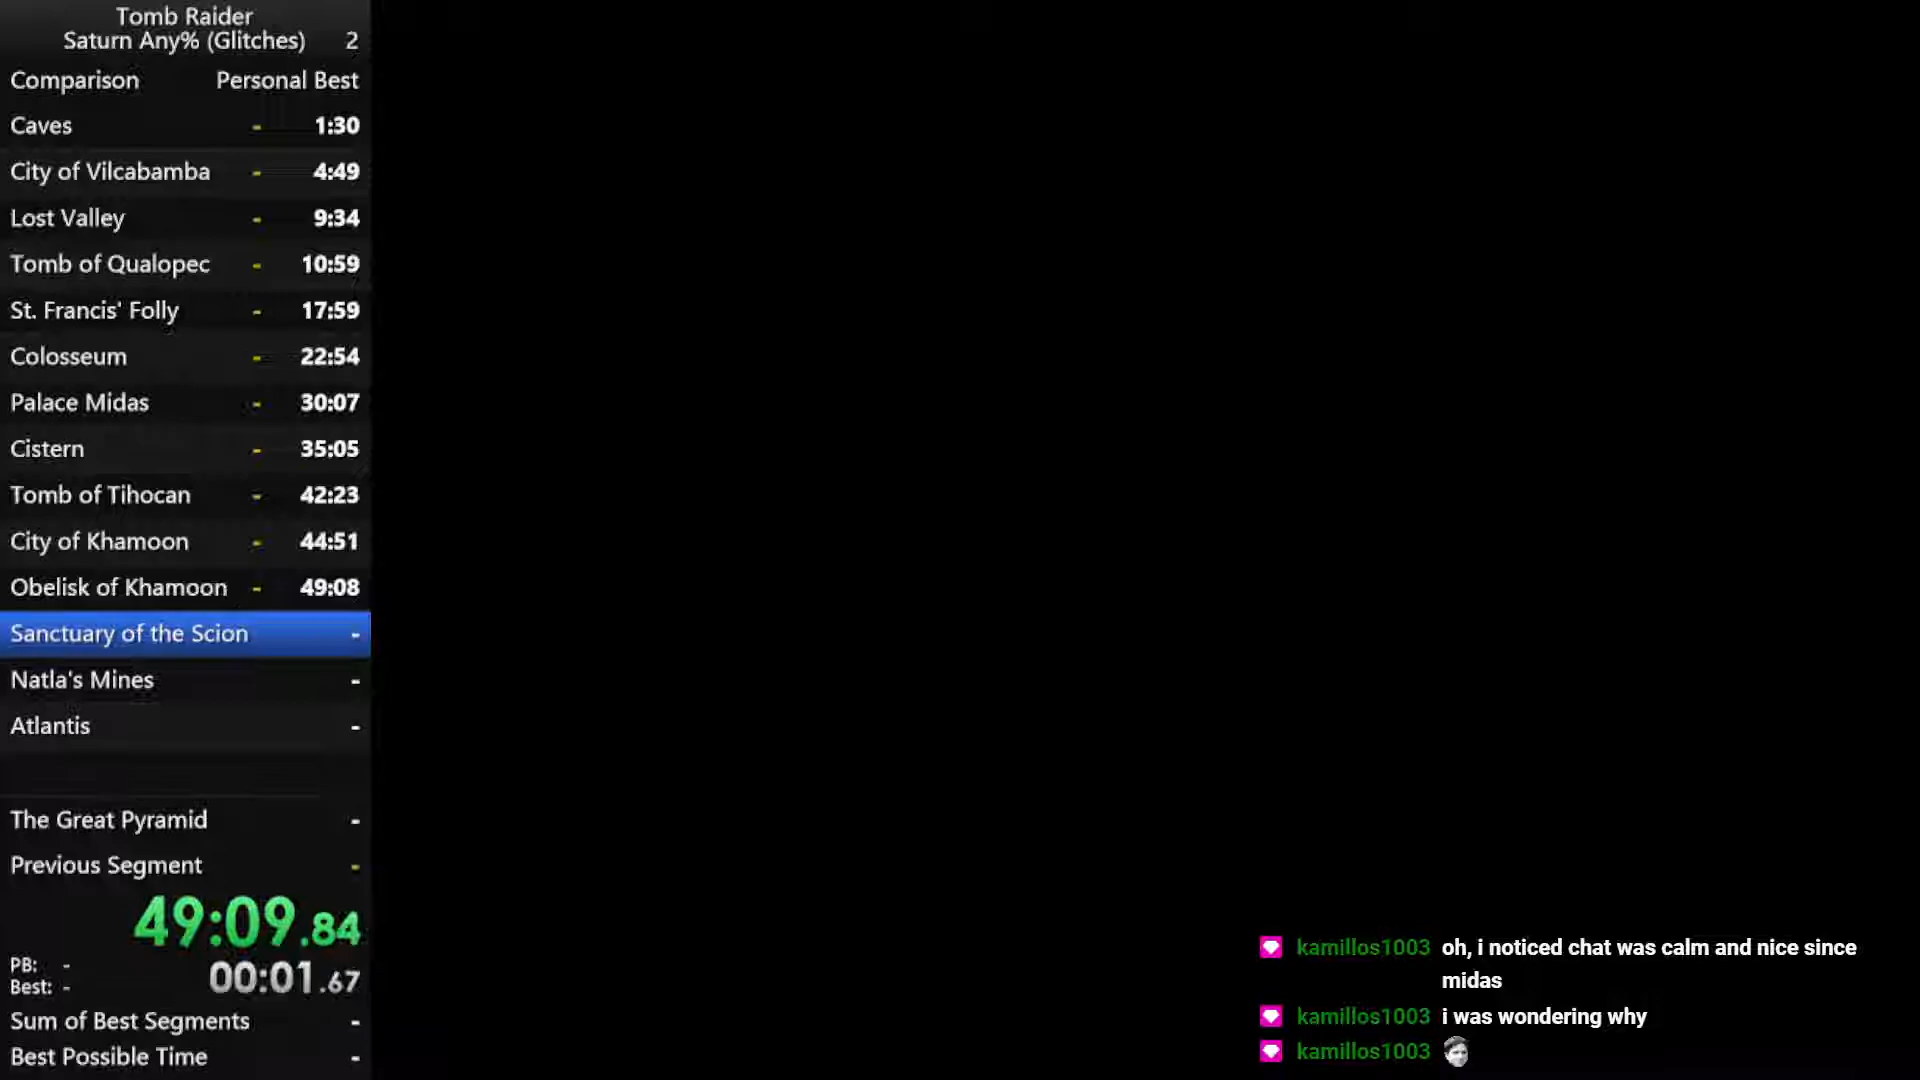 Tomb Raider
Saturn Any% (Glitches) 2
Comparison Personal Best
Caves - 1:30
City of Vilcabamba - 4:49
Lost Valley - 9:34
Tomb of Qualopec - 10:59
St. Francis' Folly - 17:59
Colosseum - 22:54
Palace Midas - 30:07
Cistern - 35:05
Tomb of Tihocan - 42:23
City of Khamoon - 44:51
Obelisk of Khamoon - 49:08
Sanctuary of the Scion -
Natla's Mines -
Atlantis -
The Great Pyramid -
Previous Segment -
49:09.84
PB: -
Best: - 00:01.67
Sum of Best Segments -
Best Possible Time -
kamillos1003 oh, i noticed chat was calm and nice since
midas
kamillos1003 i was wondering why
kamillos1003